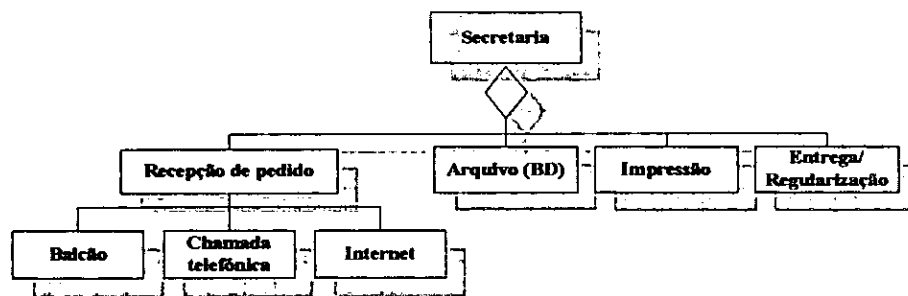 Secretaria
Recepção de pedido
Arquivo (BD)
Impressão
Entrega/
Regularização
Balcão
Chamada
telefónica
Internet